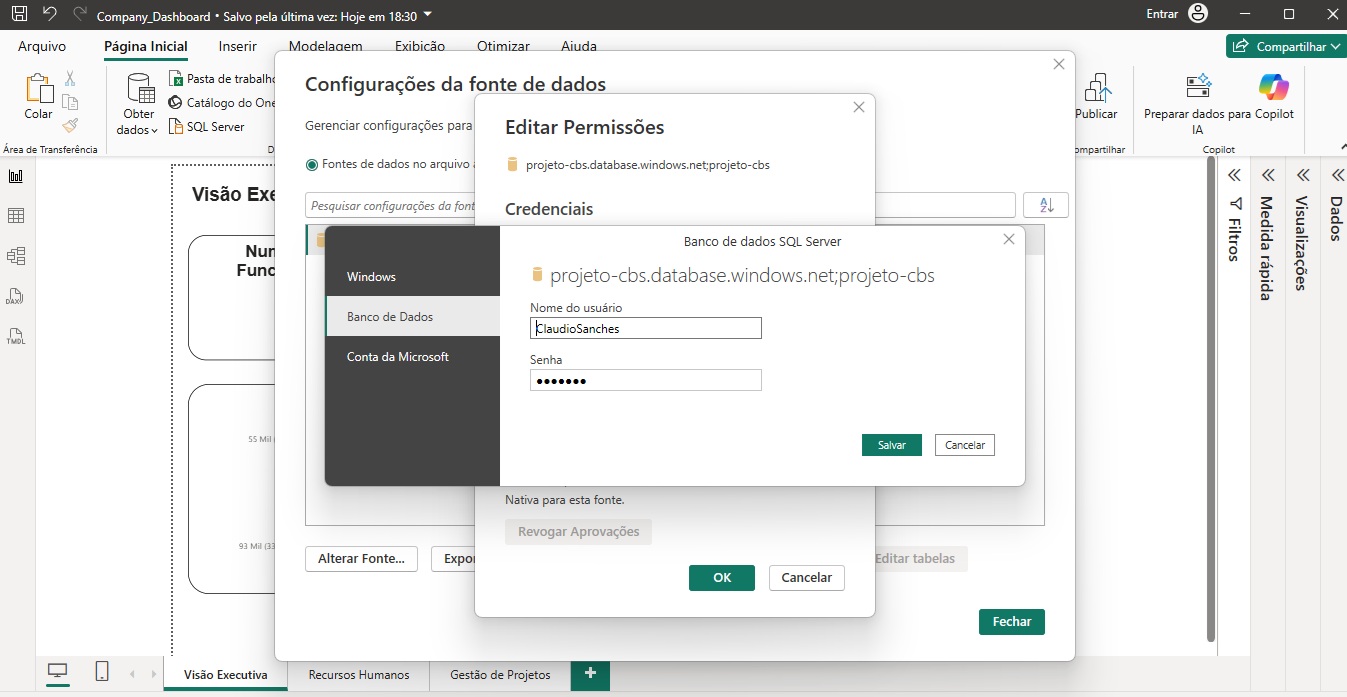 Company_Dashboard • Salvo pela última vez: Hoje em 18:30
Entrar
Arquivo
Página Inicial
Inserir
Modelagem
Exibição
Otimizar
Ajuda
Compartilhar
Colar
Área de Transferência
Obter
dados
Pasta de trabalho
Catálogo do One
SQL Server
Publicar
Preparar dados para
IA
Copilot
Copilot
Visão Exe
Num
Func
55 Mil
93 Mil (33
Configurações da fonte de dados
Gerenciar configurações para
Fontes de dados no arquivo a
Pesquisar configurações da font
Alterar Fonte...
Expor
Editar tabelas
Fechar
Editar Permissões
projeto-cbs.database.windows.net;projeto-cbs
Credenciais
Nativa para esta fonte.
Revogar Aprovações
OK
Cancelar
Banco de dados SQL Server
Windows
Banco de Dados
Conta da Microsoft
projeto-cbs.database.windows.net;projeto-cbs
Nome do usuário
ClaudioSanches
Senha
•••••••
Salvar
Cancelar
Filtros
Medida rápida
Visualizações
Dados
DAX
TMDL
Visão Executiva
Recursos Humanos
Gestão de Projetos